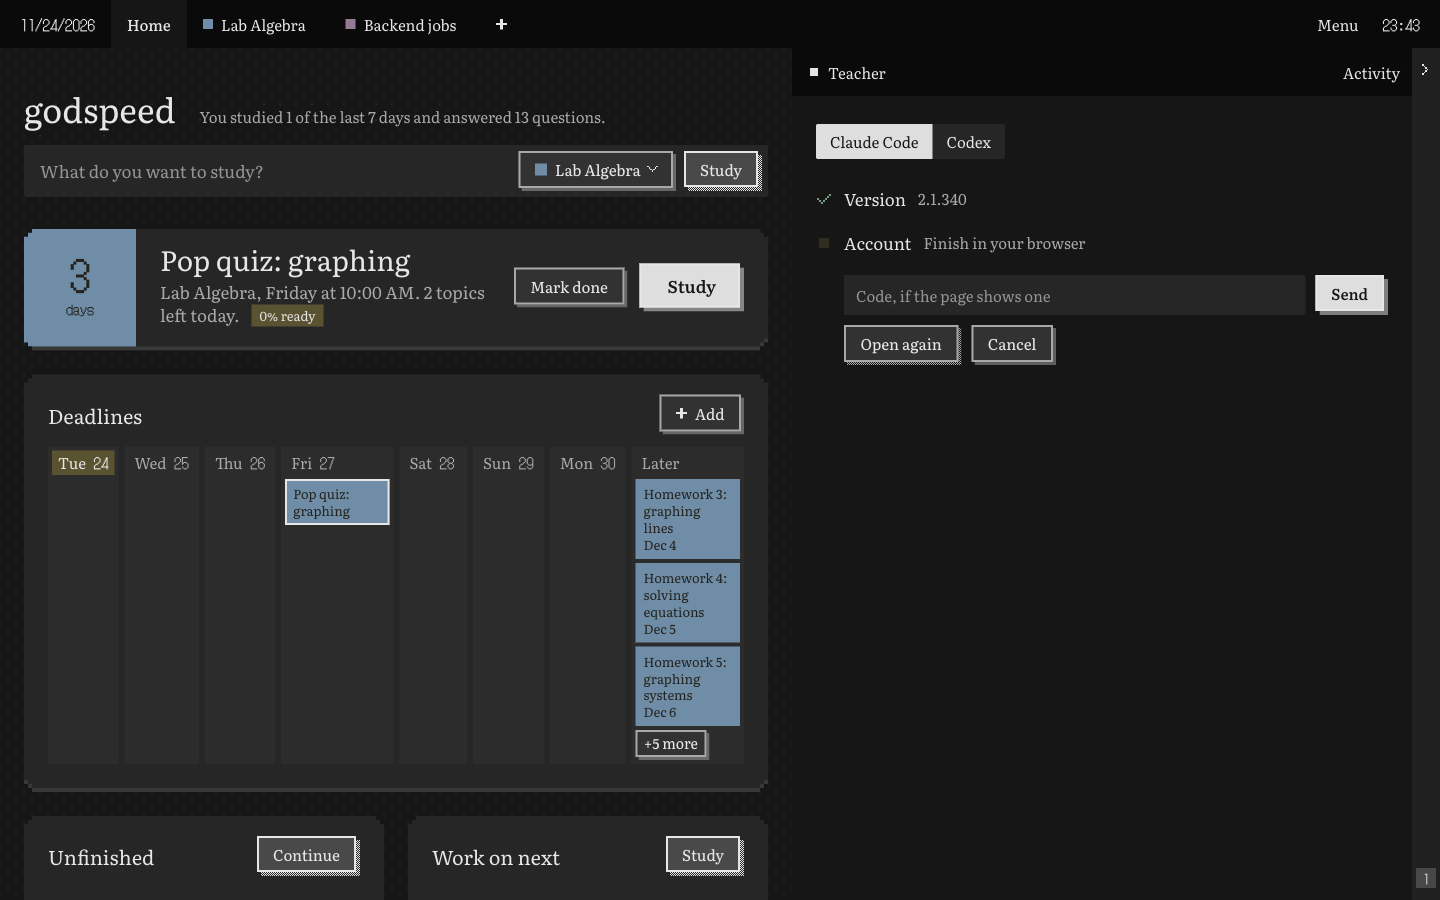 11/24/2026
Home
Lab Algebra
Backend jobs
+
Menu
23:43
godspeed
You studied 1 of the last 7 days and answered 13 questions.
What do you want to study?
Lab Algebra
Study
3
days
Pop quiz: graphing
Lab Algebra, Friday at 10:00 AM. 2 topics
left today.
0% ready
Mark done
Study
Deadlines
+ Add
Tue 24
Wed 25
Thu 26
Fri 27
Sat 28
Sun 29
Mon 30
Later
Pop quiz:
graphing
Homework 3:
graphing
lines
Dec 4
Homework 4:
solving
equations
Dec 5
Homework 5:
graphing
systems
Dec 6
+5 more
Unfinished
Continue
Work on next
Study
Teacher
Activity
Claude Code
Codex
Version 2.1.340
Account Finish in your browser
Code, if the page shows one
Send
Open again
Cancel
1